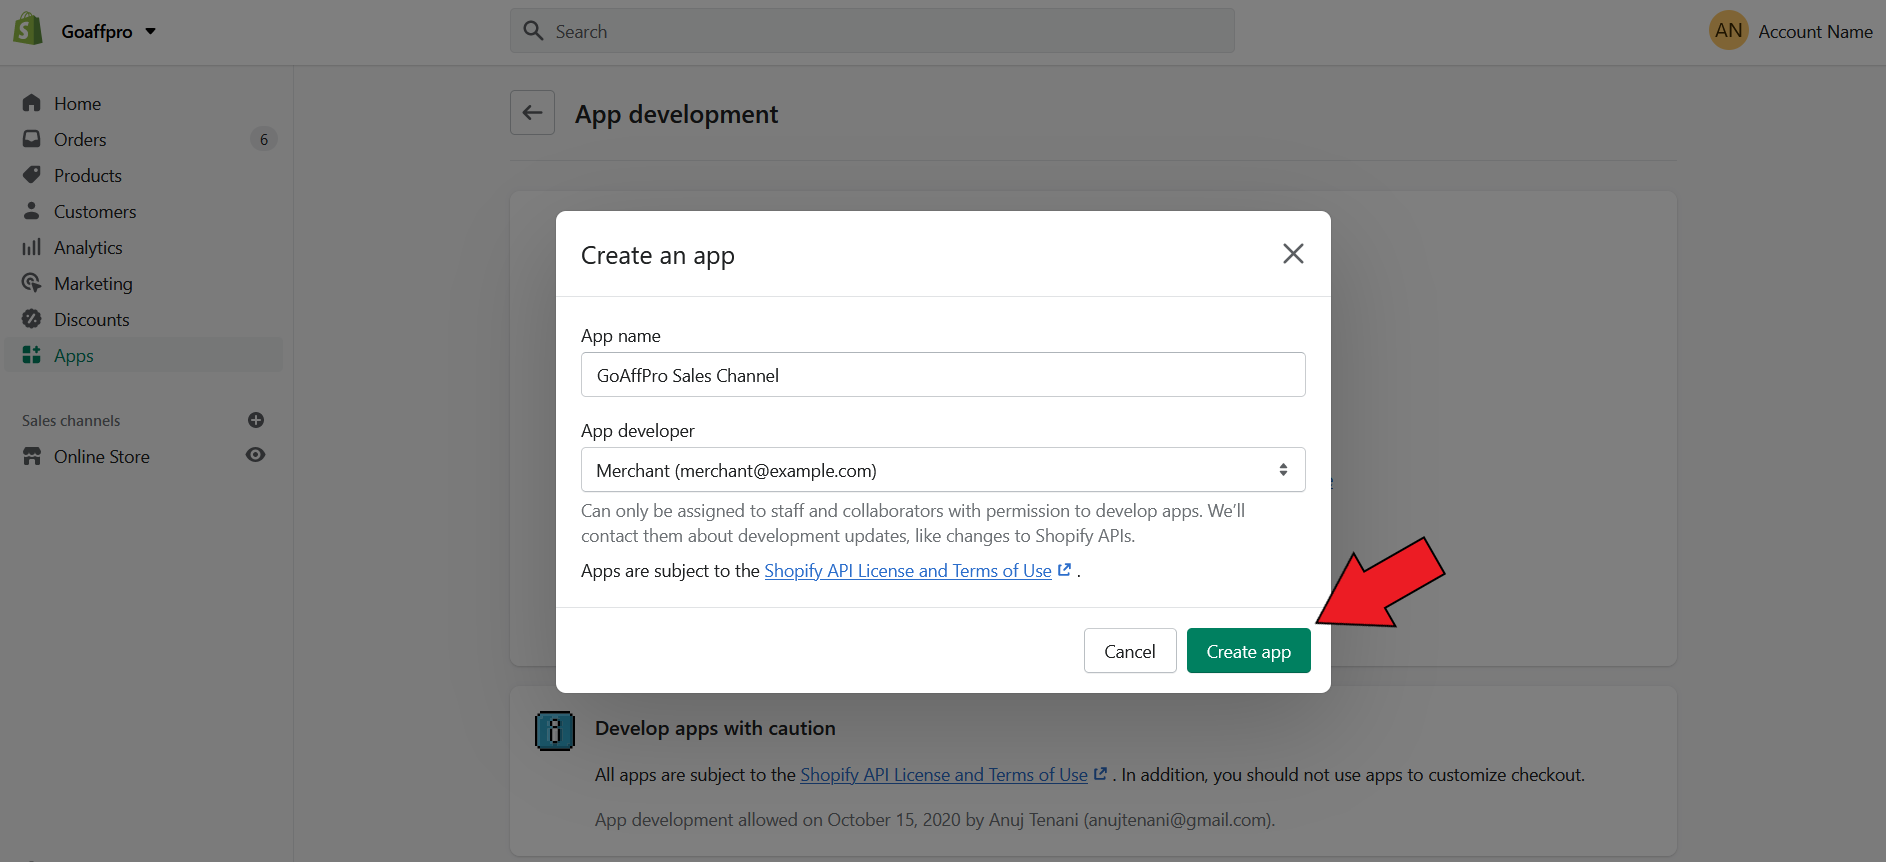 Goaffpro
Search
AN Account Name
Home
Orders 6
Products
Customers
Analytics
Marketing
Discounts
Apps
Sales channels
Online Store
App development
Create an app
App name
GoAffPro Sales Channel
App developer
Merchant (merchant@example.com)
Can only be assigned to staff and collaborators with permission to develop apps. We’ll
contact them about development updates, like changes to Shopify APIs.
Apps are subject to the Shopify API License and Terms of Use .
Cancel
Create app
Develop apps with caution
All apps are subject to the Shopify API License and Terms of Use . In addition, you should not use apps to customize checkout.
App development allowed on October 15, 2020 by Anuj Tenani (anujtenani@gmail.com).